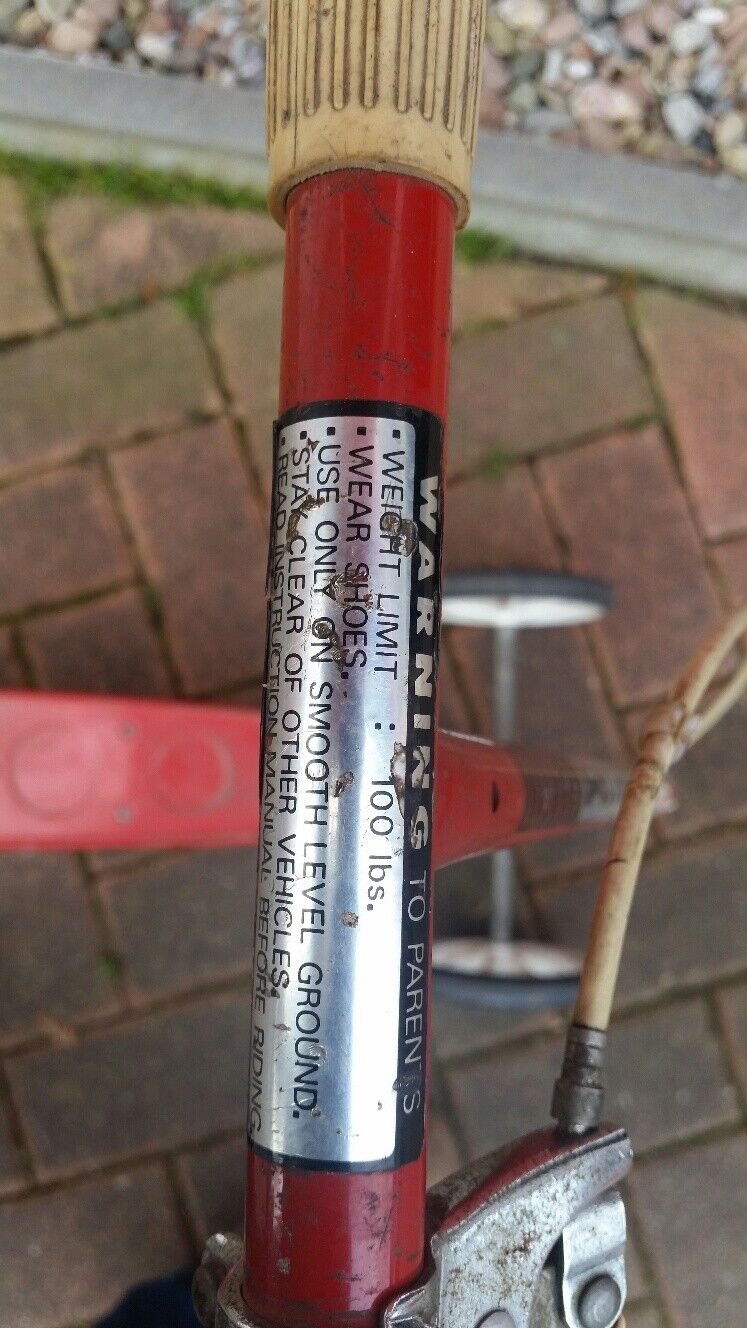 WARNING TO PARENTS
▪ WEIGHT LIMIT : 100 lbs.
▪ WEAR SHOES.
▪ USE ONLY ON SMOOTH LEVEL GROUND.
▪ STAY CLEAR OF OTHER VEHICLES.
▪ READ INSTRUCTION MANUAL BEFORE RIDING